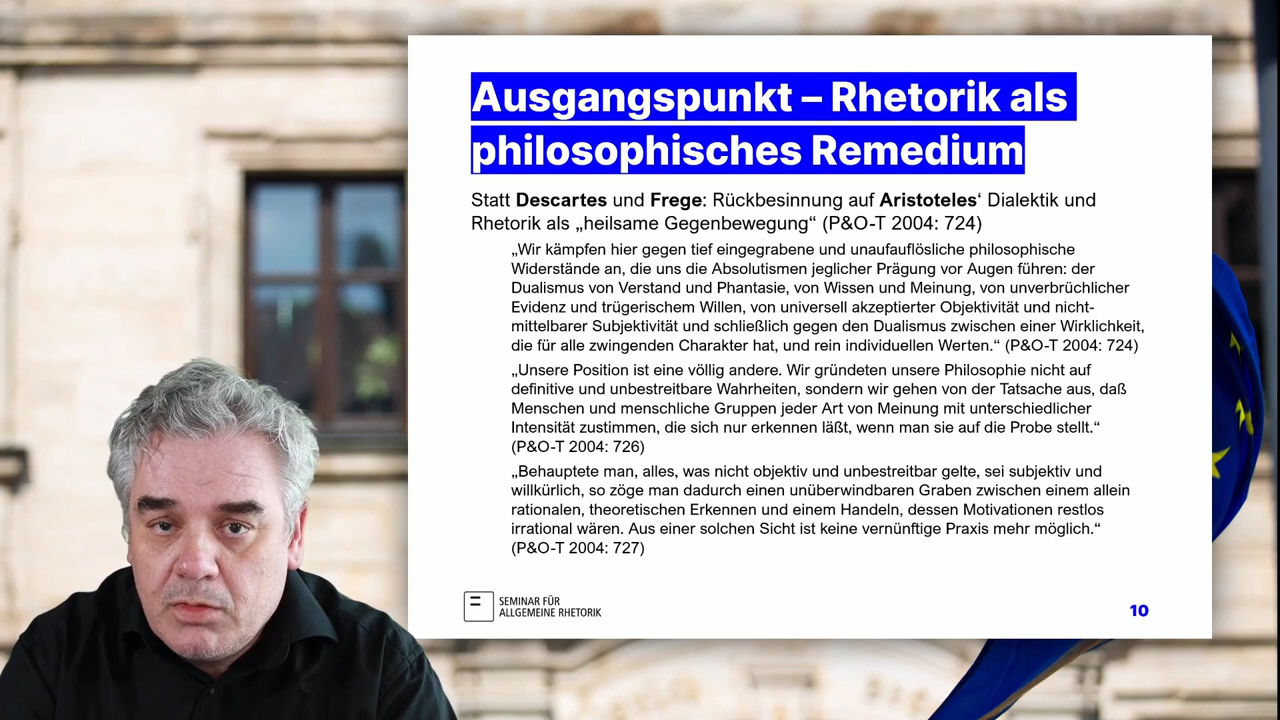 Ausgangspunkt – Rhetorik als
philosophisches Remedium
Statt Descartes und Frege: Rückbesinnung auf Aristoteles‘ Dialektik und
Rhetorik als „heilsame Gegenbewegung“ (P&O-T 2004: 724)
„Wir kämpfen hier gegen tief eingegrabene und unaufauflösliche philosophische
Widerstände an, die uns die Absolutismen jeglicher Prägung vor Augen führen: der
Dualismus von Verstand und Phantasie, von Wissen und Meinung, von unverbrüchlicher
Evidenz und trügerischem Willen, von universell akzeptierter Objektivität und nicht-
mittelbarer Subjektivität und schließlich gegen den Dualismus zwischen einer Wirklichkeit,
die für alle zwingenden Charakter hat, und rein individuellen Werten.“ (P&O-T 2004: 724)
„Unsere Position ist eine völlig andere. Wir gründeten unsere Philosophie nicht auf
definitive und unbestreitbare Wahrheiten, sondern wir gehen von der Tatsache aus, daß
Menschen und menschliche Gruppen jeder Art von Meinung mit unterschiedlicher
Intensität zustimmen, die sich nur erkennen läßt, wenn man sie auf die Probe stellt.“
(P&O-T 2004: 726)
„Behauptete man, alles, was nicht objektiv und unbestreitbar gelte, sei subjektiv und
willkürlich, so zöge man dadurch einen unüberwindbaren Graben zwischen einem allein
rationalen, theoretischen Erkennen und einem Handeln, dessen Motivationen restlos
irrational wären. Aus einer solchen Sicht ist keine vernünftige Praxis mehr möglich.“
(P&O-T 2004: 727)
SEMINAR FÜR
ALLGEMEINE RHETORIK
10